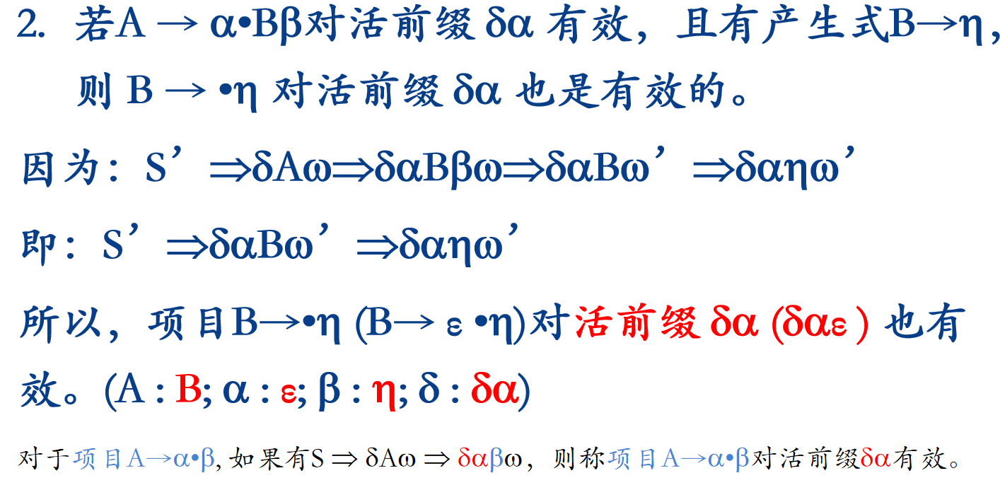 2. 若A → α•Bβ对活前缀 δα 有效，且有产生式B→η，
则 B → •η 对活前缀 δα 也是有效的。
因为：S’ ⇒δAω⇒δαBβω⇒δαBω’ ⇒δαηω’
即：S’ ⇒δαBω’ ⇒δαηω’
所以，项目B→•η (B→ ε •η)对活前缀 δα (δαε ) 也有
效。(A : B; α : ε; β : η; δ : δα)
对于项目A→α•β, 如果有S ⇒ δAω ⇒ δαβω，则称项目A→α•β对活前缀δα有效。